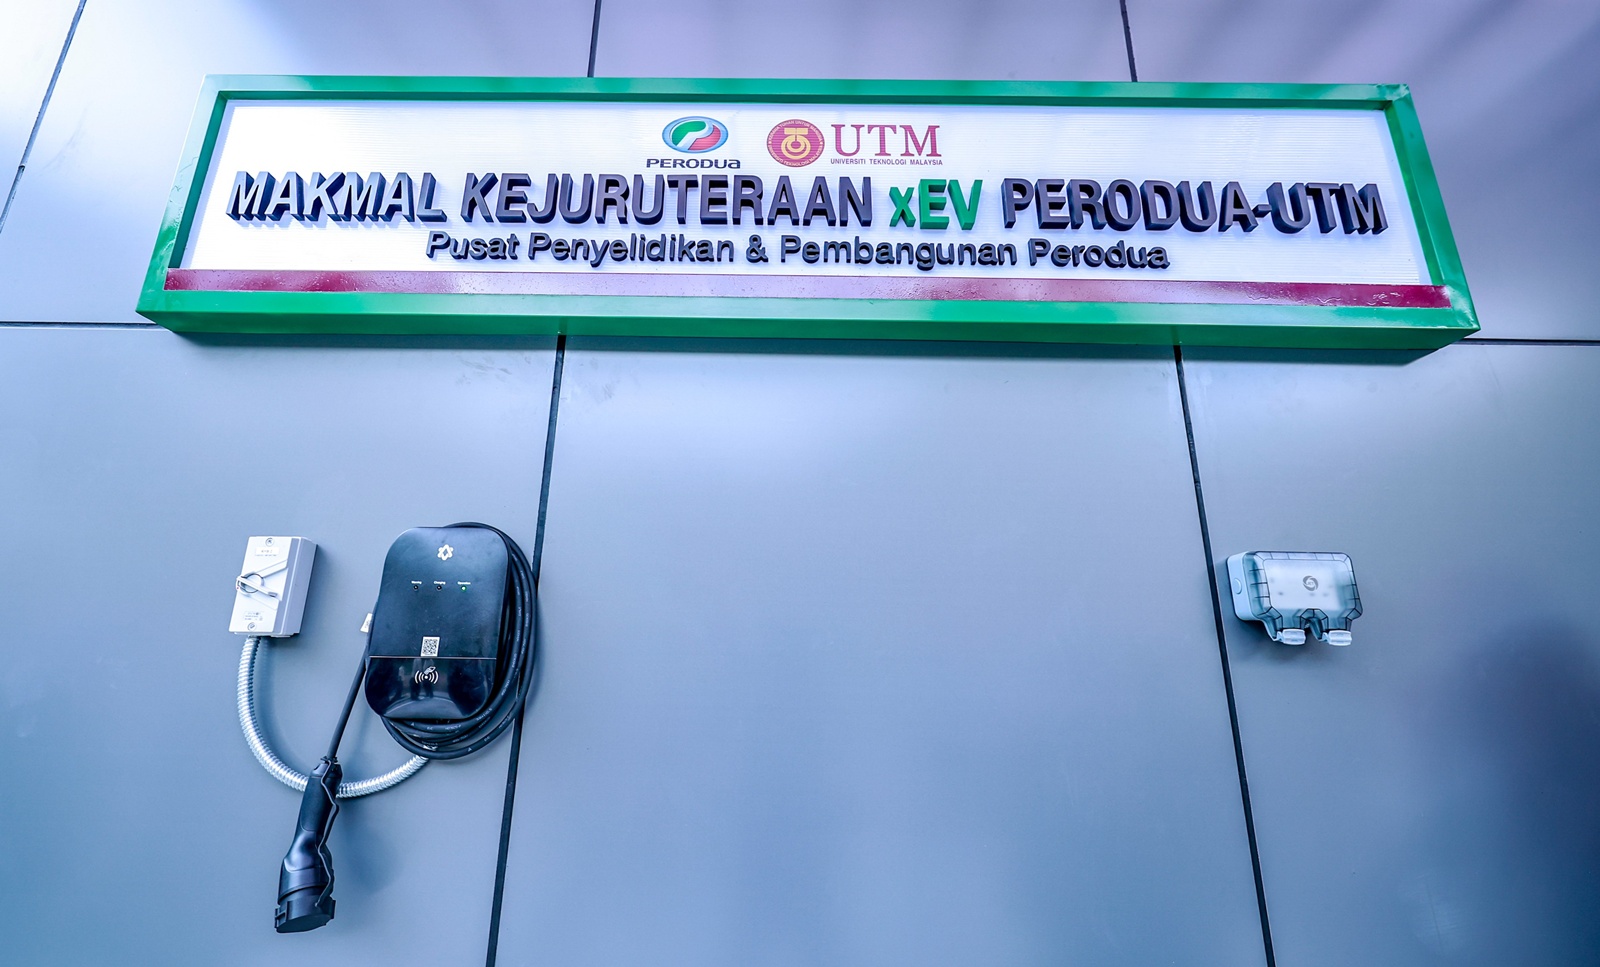 PERODUA
UTM
UNIVERSITI TEKNOLOGI MALAYSIA
MAKMAL KEJURUTERAAN xEV PERODUA-UTM
Pusat Penyelidikan & Pembangunan Perodua